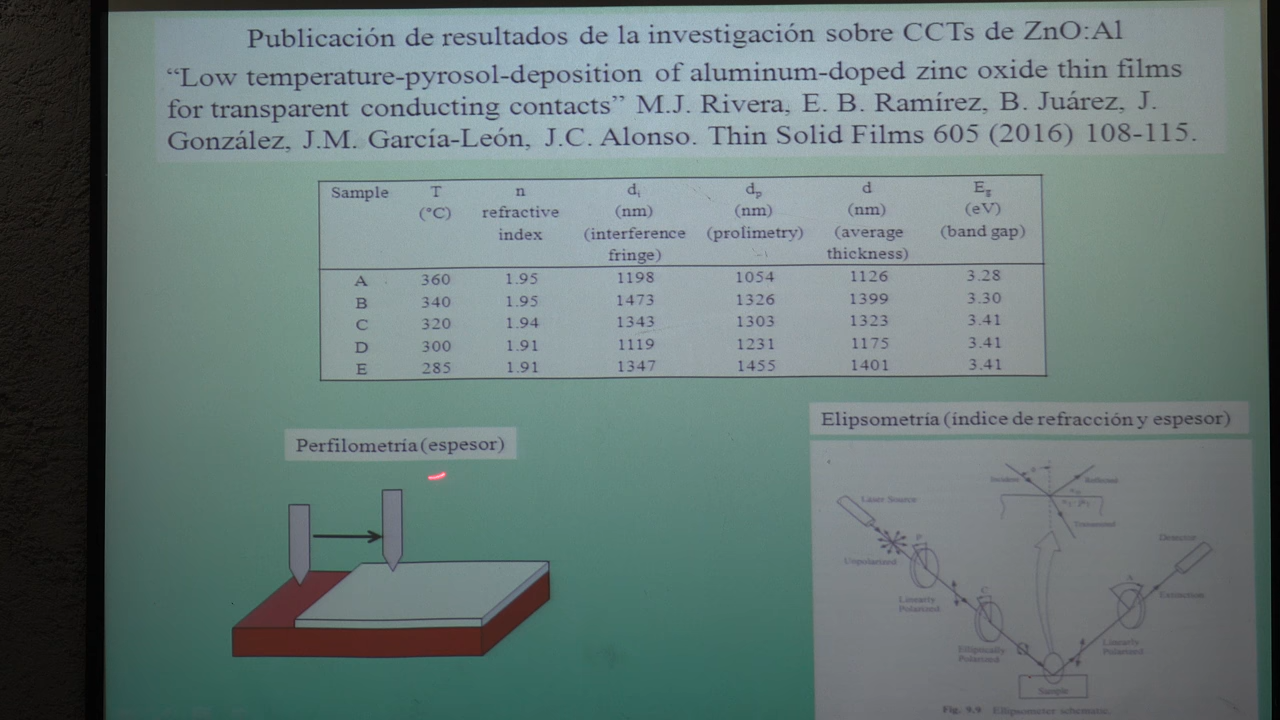 Publicación de resultados de la investigación sobre CCTs de ZnO:Al
“Low temperature-pyrosol-deposition of aluminum-doped zinc oxide thin films
for transparent conducting contacts” M.J. Rivera, E. B. Ramírez, B. Juárez, J.
González, J.M. García-León, J.C. Alonso. Thin Solid Films 605 (2016) 108-115.
Sample T n di dp d Eg
(°C) refractive (nm) (nm) (nm) (eV)
index (interference (prolimetry) (average (band gap)
fringe) thickness)
A 360 1.95 1198 1054 1126 3.28
B 340 1.95 1473 1326 1399 3.30
C 320 1.94 1343 1303 1323 3.41
D 300 1.91 1119 1231 1175 3.41
E 285 1.91 1347 1455 1401 3.41
Perfilometría (espesor)
Elipsometría (índice de refracción y espesor)
Incident Reflected
Transmitted
Laser Source
Unpolarized
P
Linearly
Polarized
C
Elliptically
Polarized
Detector
A
Extinction
Linearly
Polarized
Sample
Fig. 9.9 Ellipsometer schematic.